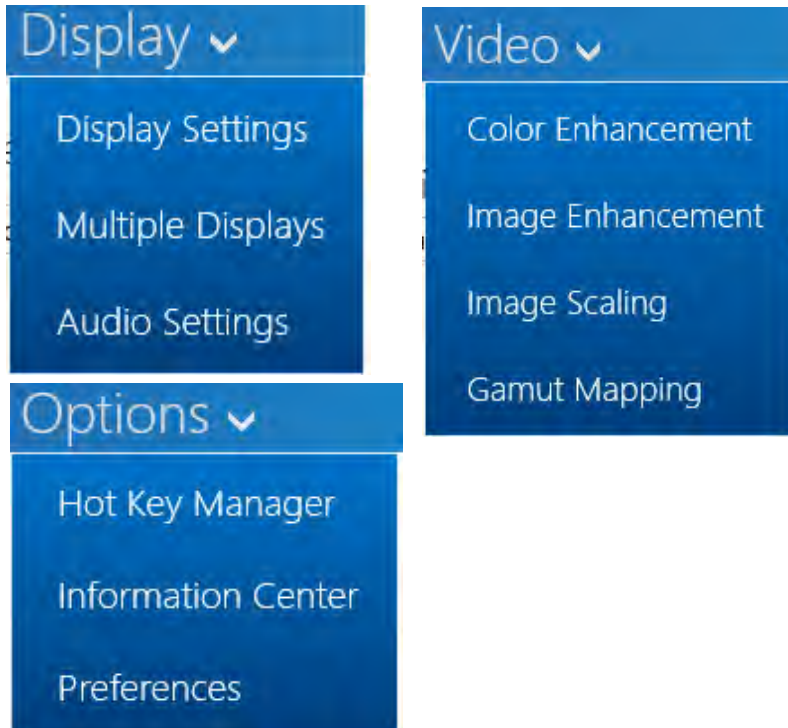 Display
Display Settings
Multiple Displays
Audio Settings
Video
Color Enhancement
Image Enhancement
Image Scaling
Gamut Mapping
Options
Hot Key Manager
Information Center
Preferences